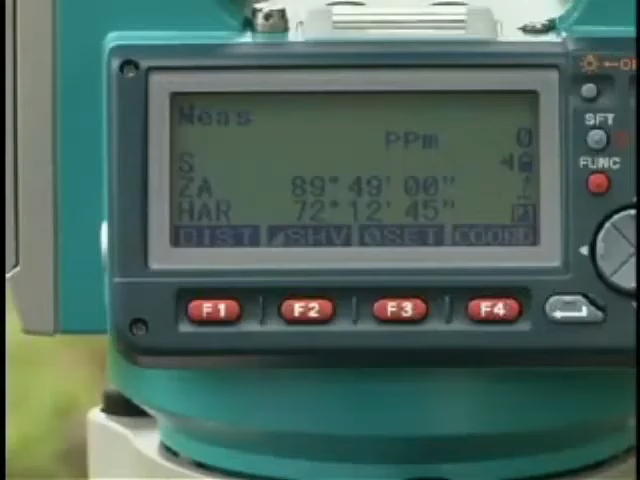 Meas
PPm 0
S
ZA 89°49'00"
HAR 72°12'45"
DIST ◢SHV 0SET COORD
F1 F2 F3 F4
SFT
FUNC